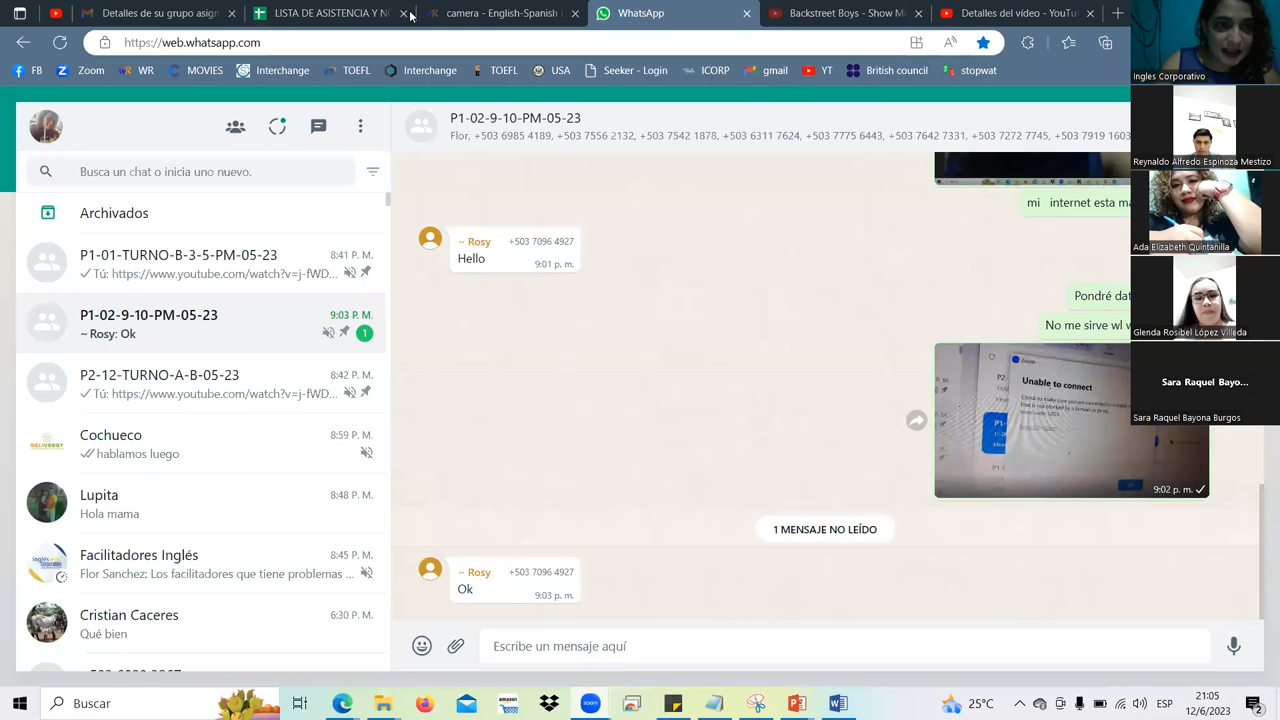 Detalles de su grupo asign
LISTA DE ASISTENCIA Y NO
camera - English-Spanish
WhatsApp
Backstreet Boys - Show M
Detalles del vídeo - YouTu
https://web.whatsapp.com
FB
Zoom
WR
MOVIES
Interchange
TOEFL
Interchange
TOEFL
USA
Seeker - Login
ICORP
gmail
YT
British council
stopwat
P1-02-9-10-PM-05-23
Flor, +503 6985 4189, +503 7556 2132, +503 7542 1878, +503 6311 7624, +503 7775 6443, +503 7642 7331, +503 7272 7745, +503 7919 1603
Busca un chat o inicia uno nuevo.
Archivados
P1-01-TURNO-B-3-5-PM-05-23
8:41 P. M.
Tú: https://www.youtube.com/watch?v=j-fWD...
P1-02-9-10-PM-05-23
9:03 P. M.
~ Rosy: Ok
1
P2-12-TURNO-A-B-05-23
8:42 P. M.
Tú: https://www.youtube.com/watch?v=j-fWD...
Cochueco
8:59 P. M.
hablamos luego
Lupita
8:48 P. M.
Hola mama
Facilitadores Inglés
8:45 P. M.
Flor Sanchez: Los facilitadores que tiene problemas ...
Cristian Caceres
6:30 P. M.
Qué bien
mi internet esta ma
~ Rosy +503 7096 4927
Hello
9:01 p. m.
Pondré dat
No me sirve wl w
Zoom
Unable to connect
9:02 p. m.
1 MENSAJE NO LEÍDO
~ Rosy +503 7096 4927
Ok
9:03 p. m.
Escribe un mensaje aquí
Ingles Corporativo
Reynaldo Alfredo Espinoza Mestizo
Ada Elizabeth Quintanilla
Glenda Rosibel López Villeda
Sara Raquel Bayo...
Sara Raquel Bayona Burgos
Buscar
25°C
ESP
21:05
12/6/2023
2